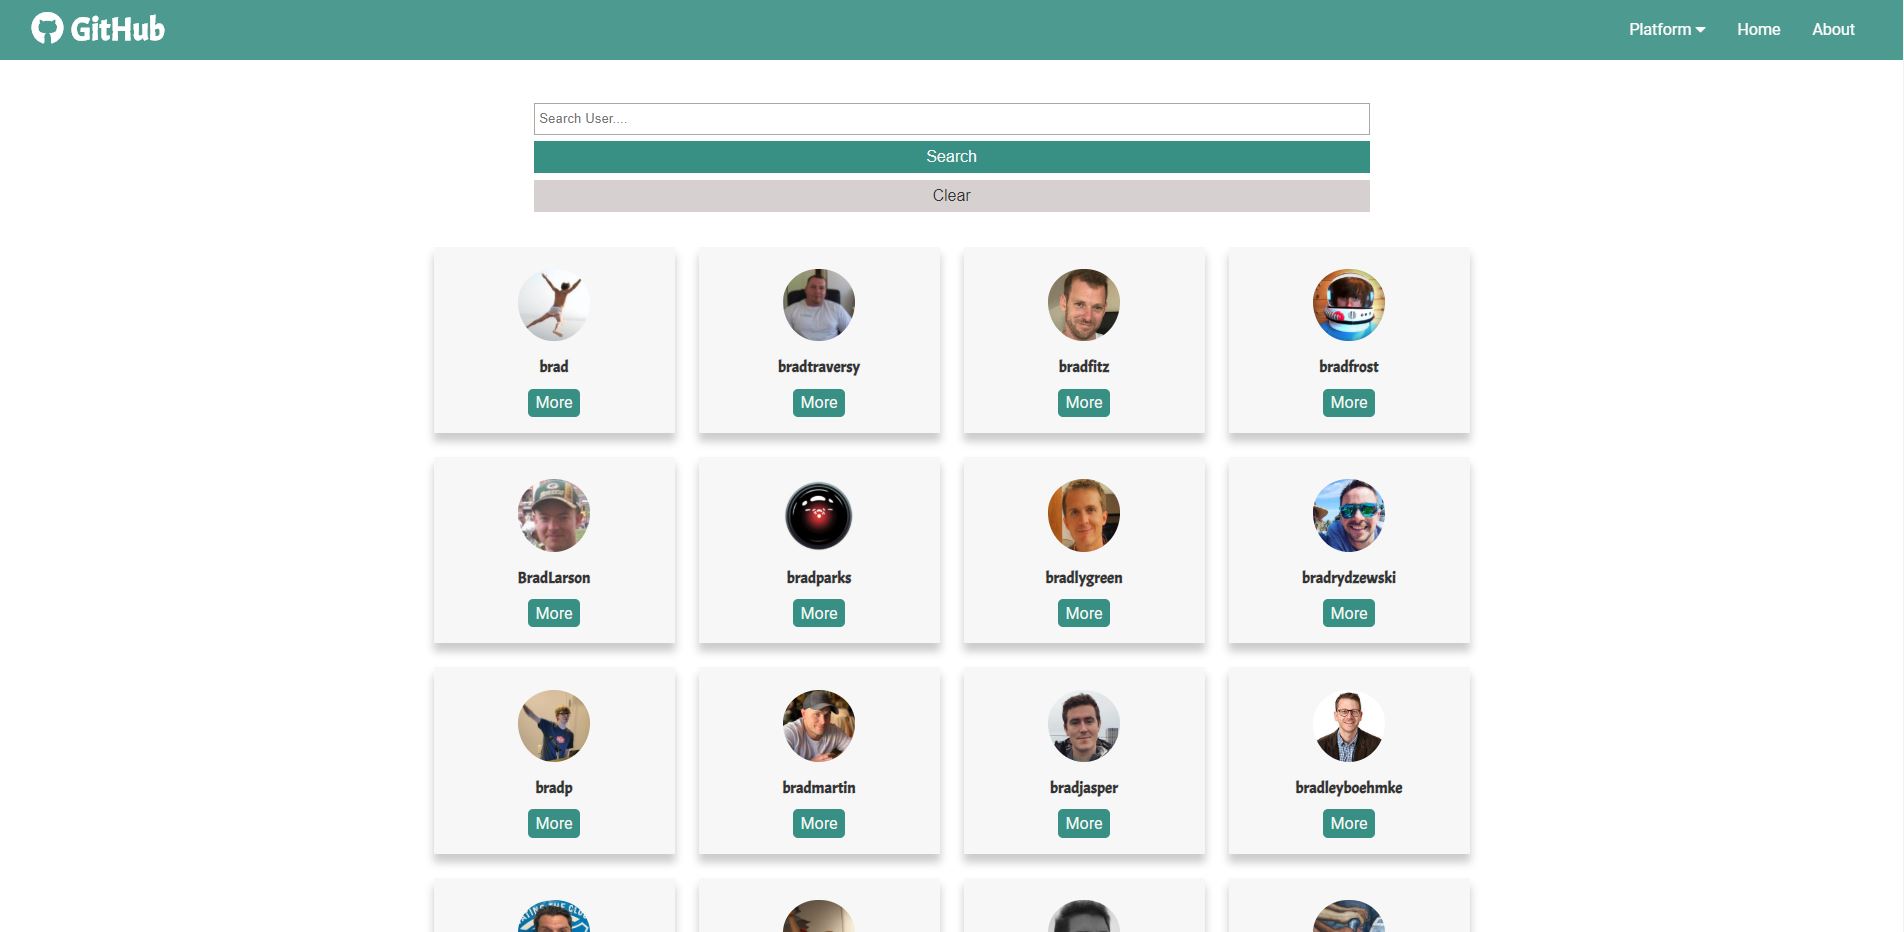 GitHub
Platform Home About
Search User....
Search
Clear
brad bradtraversy bradfitz bradfrost
More More More More
BradLarson bradparks bradlygreen bradrydzewski
More More More More
bradp bradmartin bradjasper bradleyboehmke
More More More More